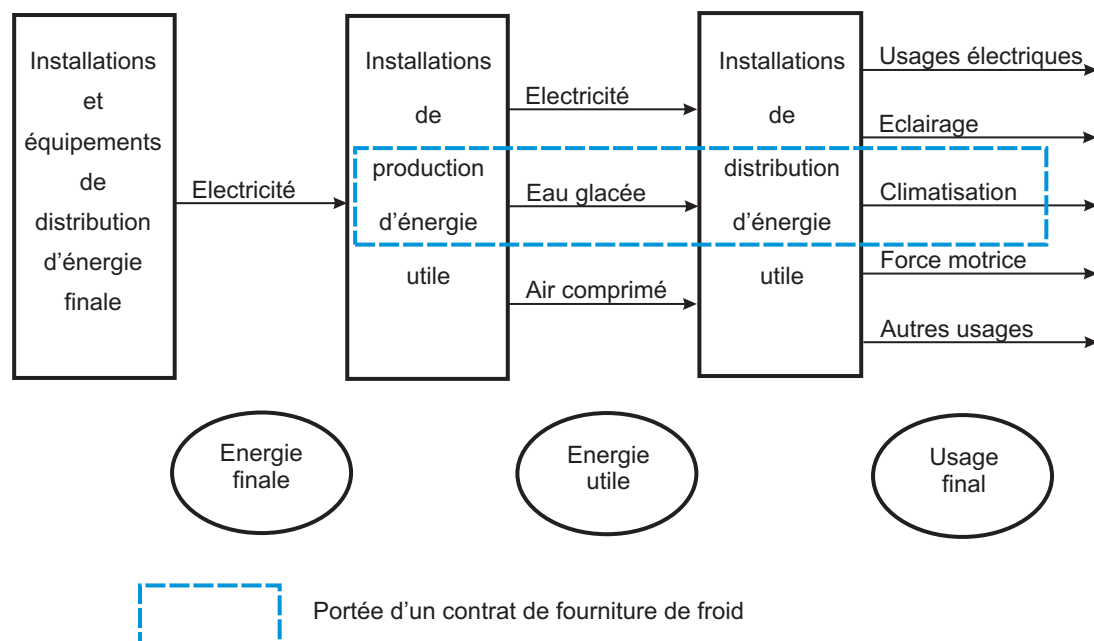 Installations
et
équipements
de
distribution
d’énergie
finale
Electricité
Installations
de
production
d’énergie
utile
Electricité
Eau glacée
Air comprimé
Installations
de
distribution
d’énergie
utile
Usages électriques
Eclairage
Climatisation
Force motrice
Autres usages
Energie
finale
Energie
utile
Usage
final
Portée d’un contrat de fourniture de froid